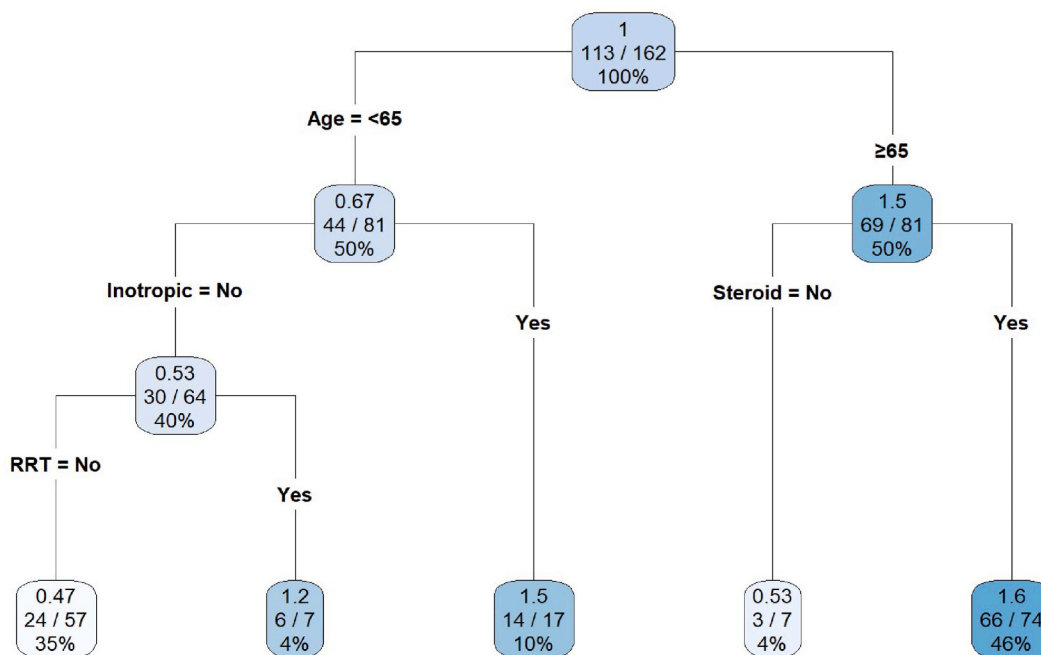 1
113 / 162
100%
Age = <65
≥65
0.67
44 / 81
50%
1.5
69 / 81
50%
Inotropic = No
Yes
Steroid = No
Yes
0.53
30 / 64
40%
RRT = No
Yes
0.47
24 / 57
35%
1.2
6 / 7
4%
1.5
14 / 17
10%
0.53
3 / 7
4%
1.6
66 / 74
46%